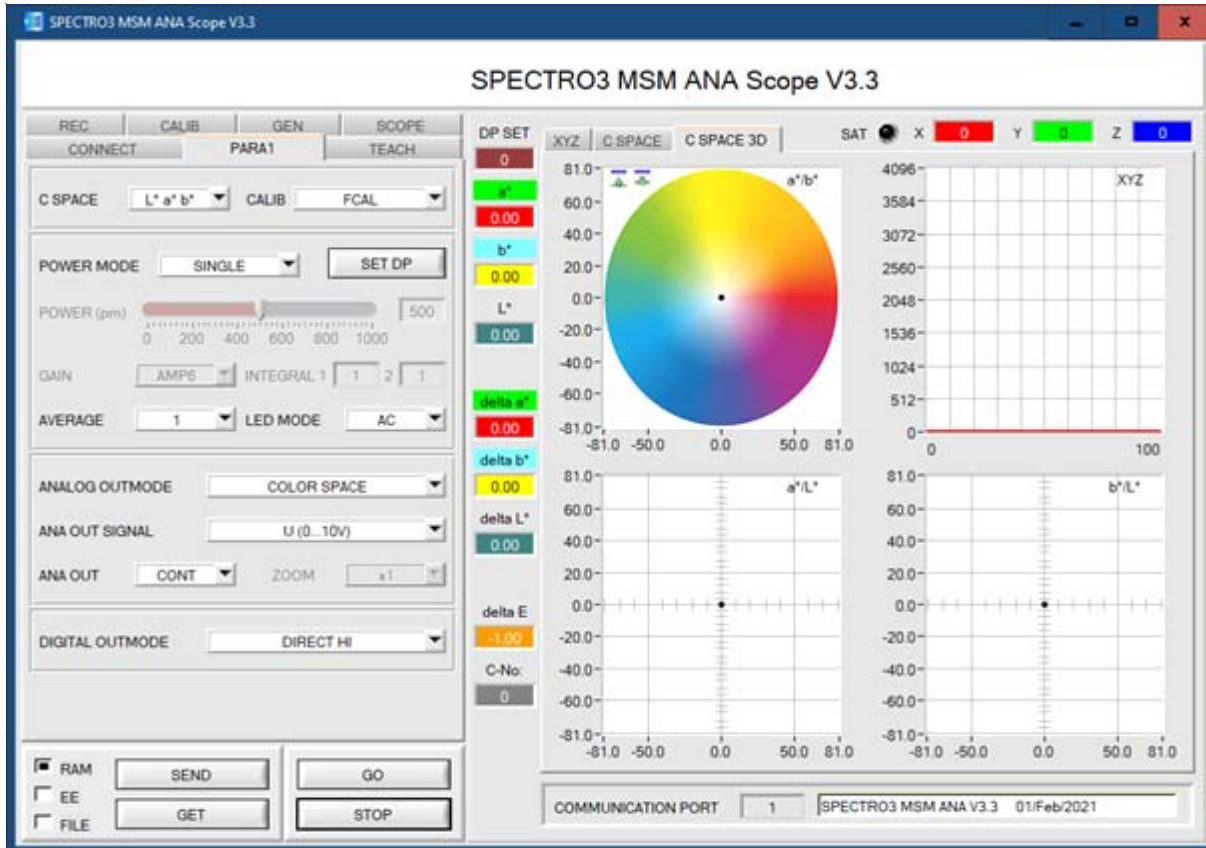 SPECTRO3 MSM ANA Scope V3.3
SPECTRO3 MSM ANA Scope V3.3
REC CALIB GEN SCOPE
CONNECT PARA1 TEACH
C SPACE L* a* b* CALIB FCAL
POWER MODE SINGLE SET DP
POWER (pm) 500
0 200 400 600 800 1000
GAIN AMP6 INTEGRAL 1 1 2 1
AVERAGE 1 LED MODE AC
ANALOG OUTMODE COLOR SPACE
ANA OUT SIGNAL U (0...10V)
ANA OUT CONT ZOOM x1
DIGITAL OUTMODE DIRECT HI
RAM SEND GO
EE
GET STOP
FILE
DP SET
0
a*
0.00
b*
0.00
L*
0.00
delta a*
0.00
delta b*
0.00
delta L*
0.00
delta E
-1.00
C-No:
0
XYZ C SPACE C SPACE 3D SAT X 0 Y 0 Z 0
a*/b*
81.0
60.0
40.0
20.0
0.0
-20.0
-40.0
-60.0
-81.0
-81.0 -50.0 0.0 50.0 81.0
XYZ
4096
3584
3072
2560
2048
1536
1024
512
0
0 100
a*/L*
81.0
60.0
40.0
20.0
0.0
-20.0
-40.0
-60.0
-81.0
-81.0 -50.0 0.0 50.0 81.0
b*/L*
81.0
60.0
40.0
20.0
0.0
-20.0
-40.0
-60.0
-81.0
-81.0 -50.0 0.0 50.0 81.0
COMMUNICATION PORT 1 SPECTRO3 MSM ANA V3.3 01/Feb/2021